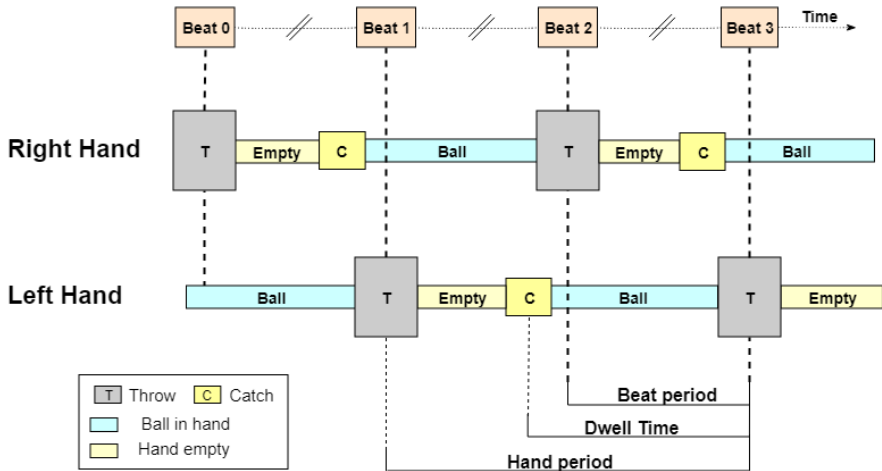 Beat 0 Beat 1 Beat 2 Beat 3 Time
Right Hand T Empty C Ball T Empty C Ball
Left Hand Ball T Empty C Ball T Empty
Beat period
Dwell Time
Hand period
T Throw C Catch
Ball in hand
Hand empty